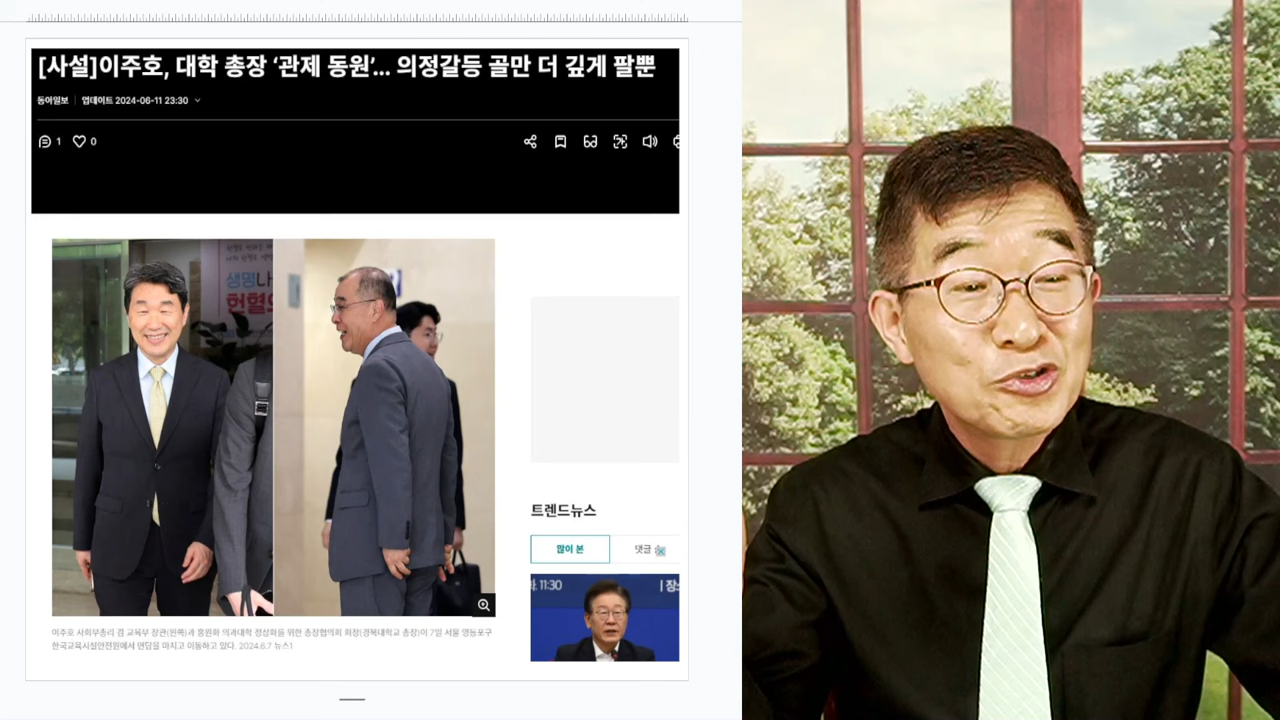 [사설]이주호, 대학 총장 ‘관제 동원’... 의정갈등 골만 더 깊게 팔뿐
동아일보 업데이트 2024-06-11 23:30
1 0
생명나
헌혈
트렌드뉴스
많이 본 댓글
11:30
이주호 사회부총리 겸 교육부 장관(왼쪽)과 홍원화 의과대학 정상화를 위한 총장협의회 회장(경북대학교 총장)이 7일 서울 영등포구
한국교육시설안전원에서 면담을 마치고 이동하고 있다. 2024.6.7 뉴스1